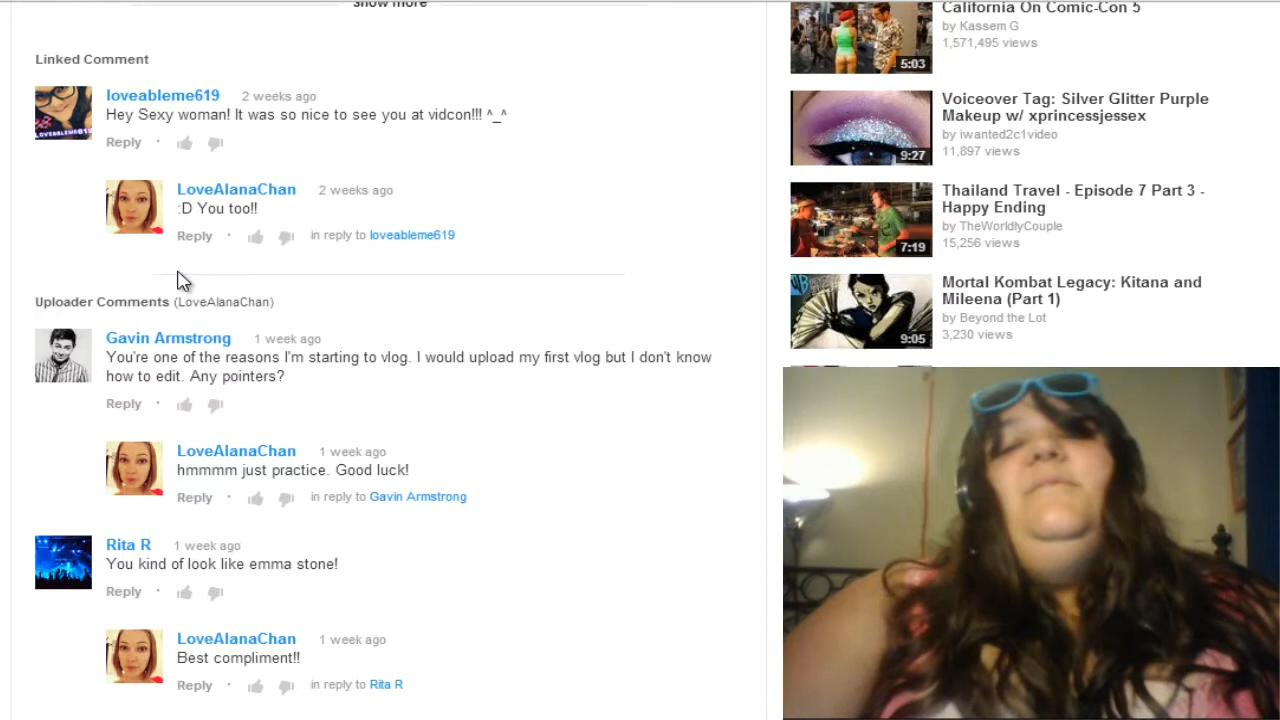 show more
Linked Comment
loveableme619 2 weeks ago
Hey Sexy woman! It was so nice to see you at vidcon!!! ^_^
Reply ·
LoveAlanaChan 2 weeks ago
:D You too!!
Reply · in reply to loveableme619
Uploader Comments (LoveAlanaChan)
Gavin Armstrong 1 week ago
You're one of the reasons I'm starting to vlog. I would upload my first vlog but I don't know
how to edit. Any pointers?
Reply ·
LoveAlanaChan 1 week ago
hmmmm just practice. Good luck!
Reply · in reply to Gavin Armstrong
Rita R 1 week ago
You kind of look like emma stone!
Reply ·
LoveAlanaChan 1 week ago
Best compliment!!
Reply · in reply to Rita R
California On Comic-Con 5
by Kassem G
1,571,495 views
5:03
Voiceover Tag: Silver Glitter Purple
Makeup w/ xprincessjessex
by iwanted2c1video
11,897 views
9:27
Thailand Travel - Episode 7 Part 3 -
Happy Ending
by TheWorldlyCouple
15,256 views
7:19
Mortal Kombat Legacy: Kitana and
Mileena (Part 1)
by Beyond the Lot
3,230 views
9:05